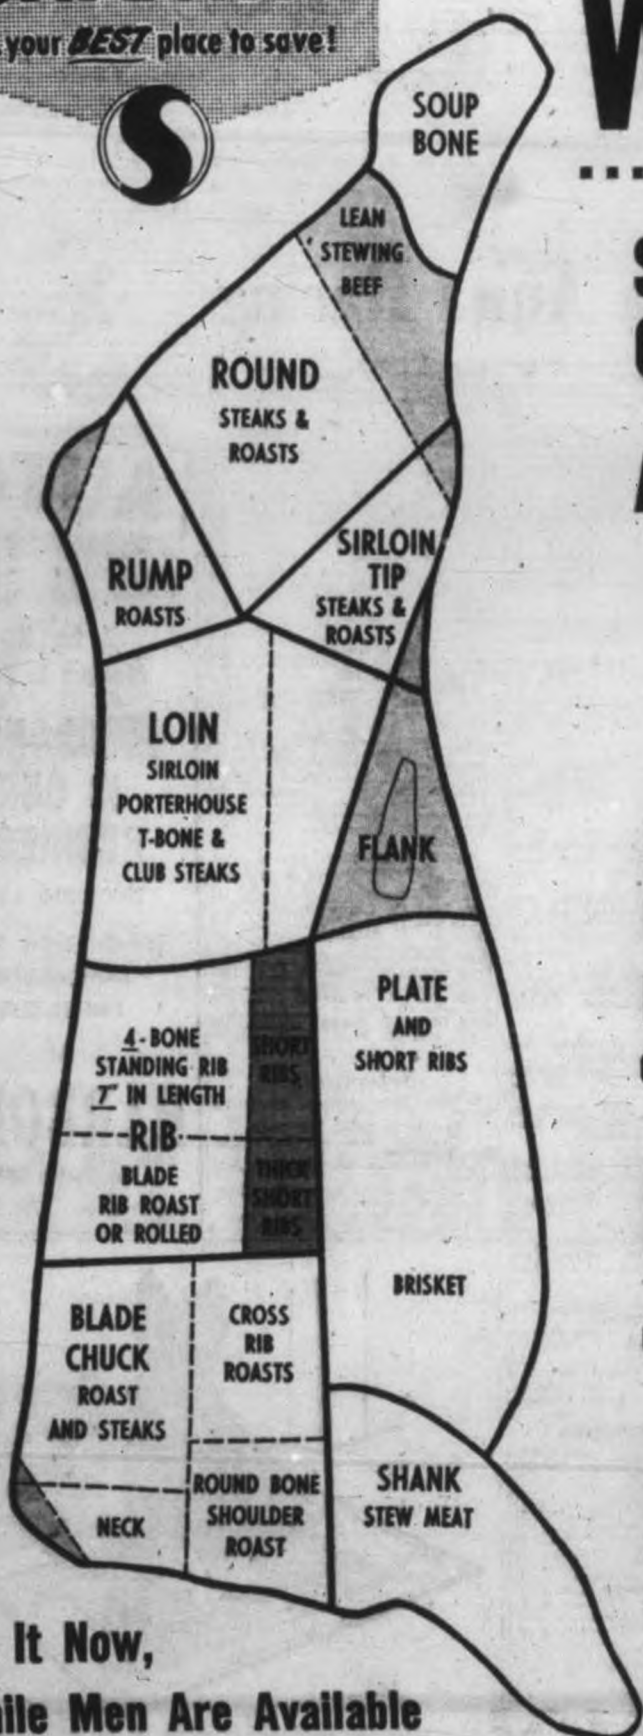 your BEST place to save!
SOUP
BONE
LEAN
STEWING
BEEF
ROUND
STEAKS &
ROASTS
RUMP
ROASTS
SIRLOIN
TIP
STEAKS &
ROASTS
LOIN
SIRLOIN
PORTERHOUSE
T-BONE &
CLUB STEAKS
FLANK
4-BONE
STANDING RIB
7" IN LENGTH
SHORT
RIBS
PLATE
AND
SHORT RIBS
RIB
BLADE
RIB ROAST
OR ROLLED
THICK
SHORT
RIBS
BRISKET
BLADE
CHUCK
ROAST
AND STEAKS
CROSS
RIB
ROASTS
NECK
ROUND BONE
SHOULDER
ROAST
SHANK
STEW MEAT
It Now,
Men Are Available